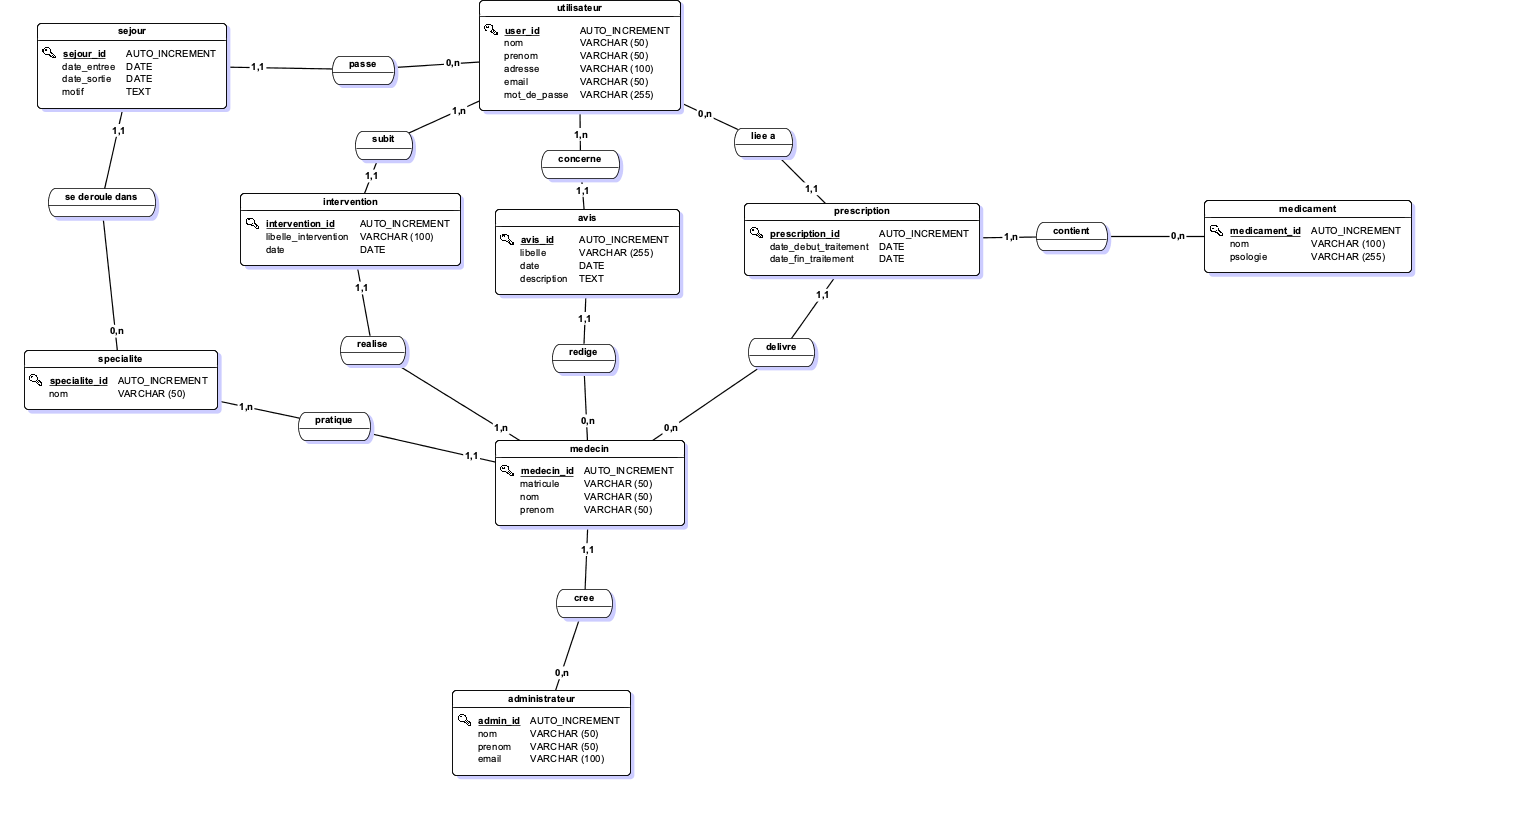 utilisateur
user_id AUTO_INCREMENT
nom VARCHAR (50)
prenom VARCHAR (50)
adresse VARCHAR (100)
email VARCHAR (50)
mot_de_passe VARCHAR (255)
sejour
sejour_id AUTO_INCREMENT
date_entree DATE
date_sortie DATE
motif TEXT
1,1
passe
0,n
1,n
subit
1,1
1,n
concerne
1,1
0,n
liee a
1,1
1,1
se deroule dans
0,n
intervention
intervention_id AUTO_INCREMENT
libelle_intervention VARCHAR (100)
date DATE
avis
avis_id AUTO_INCREMENT
libelle VARCHAR (255)
date DATE
description TEXT
prescription
prescription_id AUTO_INCREMENT
date_debut_traitement DATE
date_fin_traitement DATE
1,n
contient
0,n
medicament
medicament_id AUTO_INCREMENT
nom VARCHAR (100)
psologie VARCHAR (255)
1,1
realise
1,n
1,1
redige
0,n
1,1
delivre
0,n
specialite
specialite_id AUTO_INCREMENT
nom VARCHAR (50)
1,n
pratique
1,1
medecin
medecin_id AUTO_INCREMENT
matricule VARCHAR (50)
nom VARCHAR (50)
prenom VARCHAR (50)
1,1
cree
0,n
administrateur
admin_id AUTO_INCREMENT
nom VARCHAR (50)
prenom VARCHAR (50)
email VARCHAR (100)